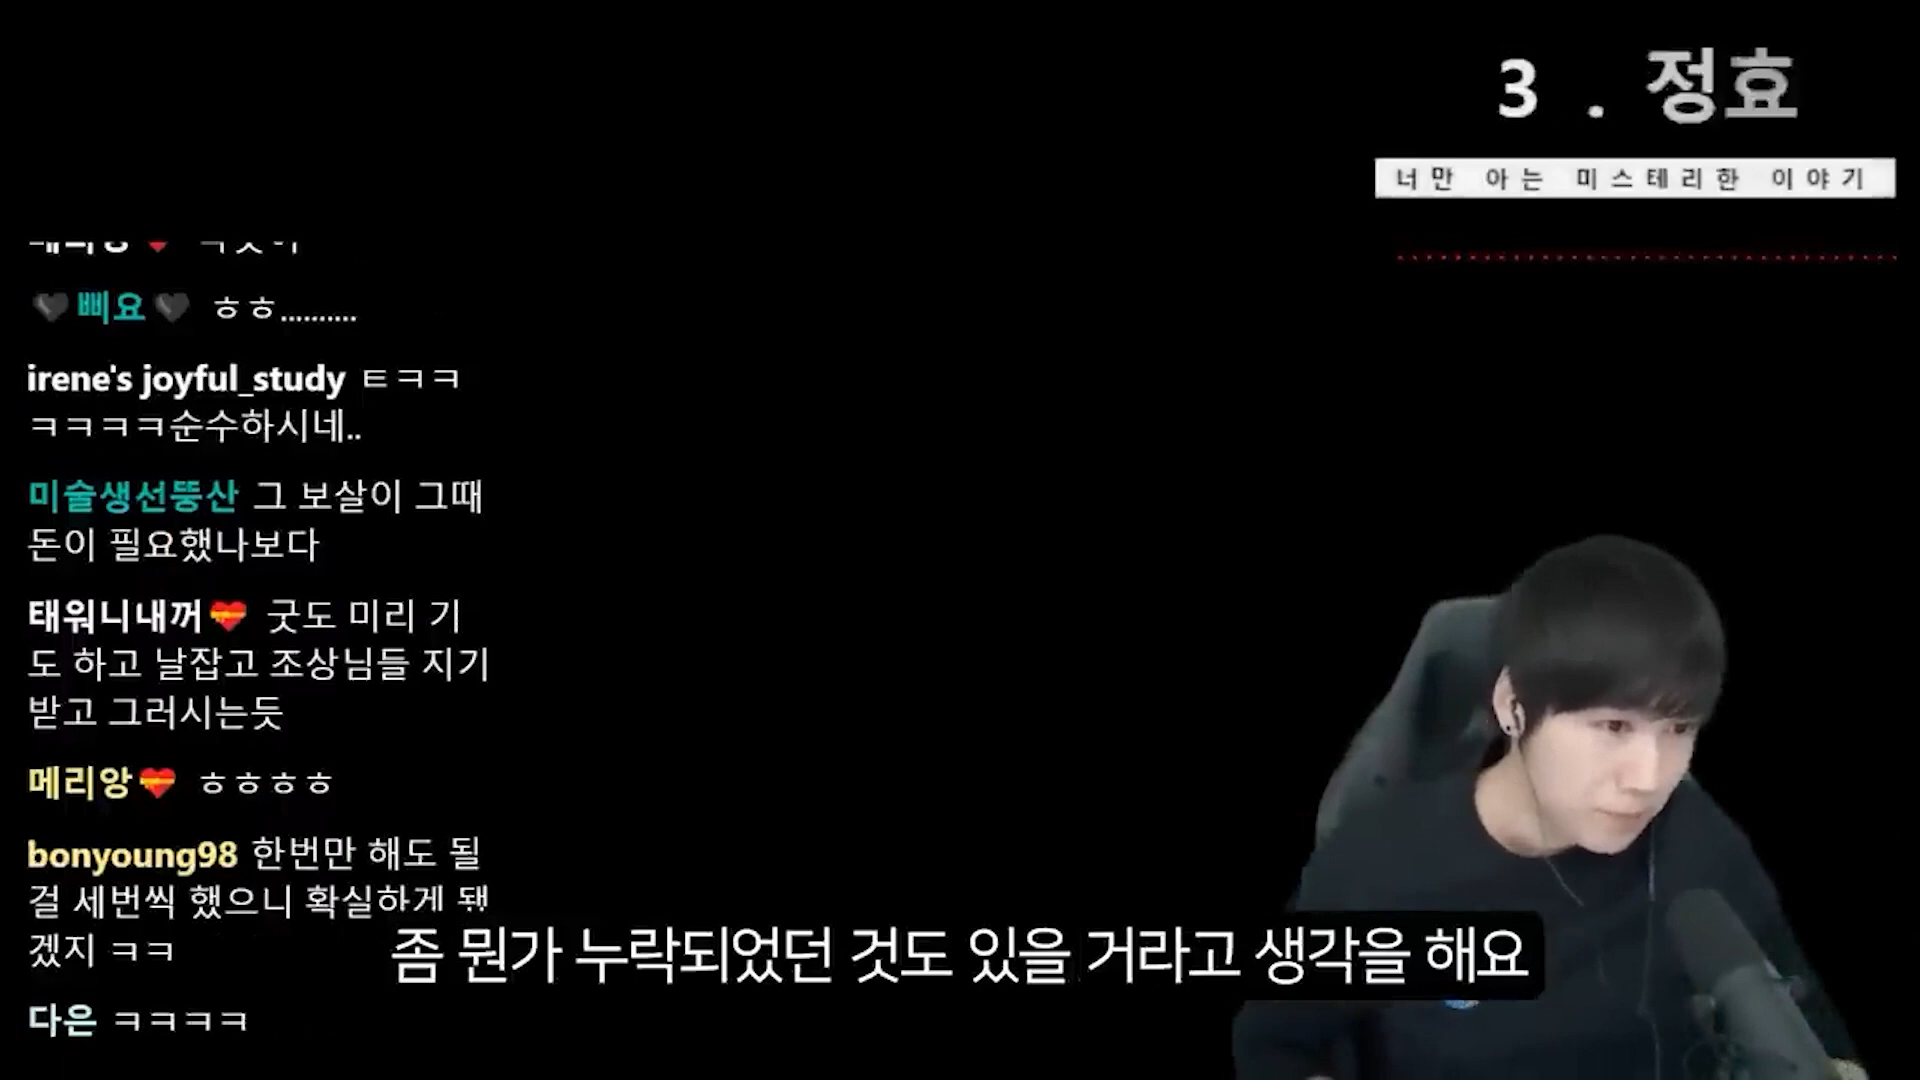 3 . 정효
너만 아는 미스테리한 이야기
삐요 ㅎㅎ..........
irene's joyful_study ㅌㅋㅋ
ㅋㅋㅋㅋ순수하시네..
미술생선뚱산 그 보살이 그때
돈이 필요했나보다
태워니내꺼 굿도 미리 기
도 하고 날잡고 조상님들 지기
받고 그러시는듯
메리앙 ㅎㅎㅎㅎ
bonyoung98 한번만 해도 될
걸 세번씩 했으니 확실하게 됐
겠지 ㅋㅋ
좀 뭔가 누락되었던 것도 있을 거라고 생각을 해요
다은 ㅋㅋㅋㅋ